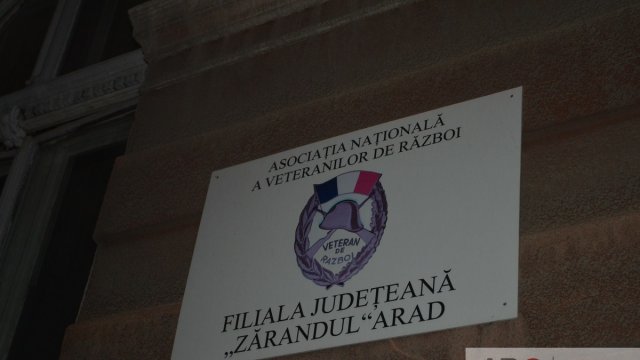 ASOCIAȚIA NAȚIONALĂ
A VETERANILOR DE RĂZBOI
VETERAN
DE
RĂZBOI
FILIALA JUDEȚEANĂ
„ZĂRANDUL“ARAD